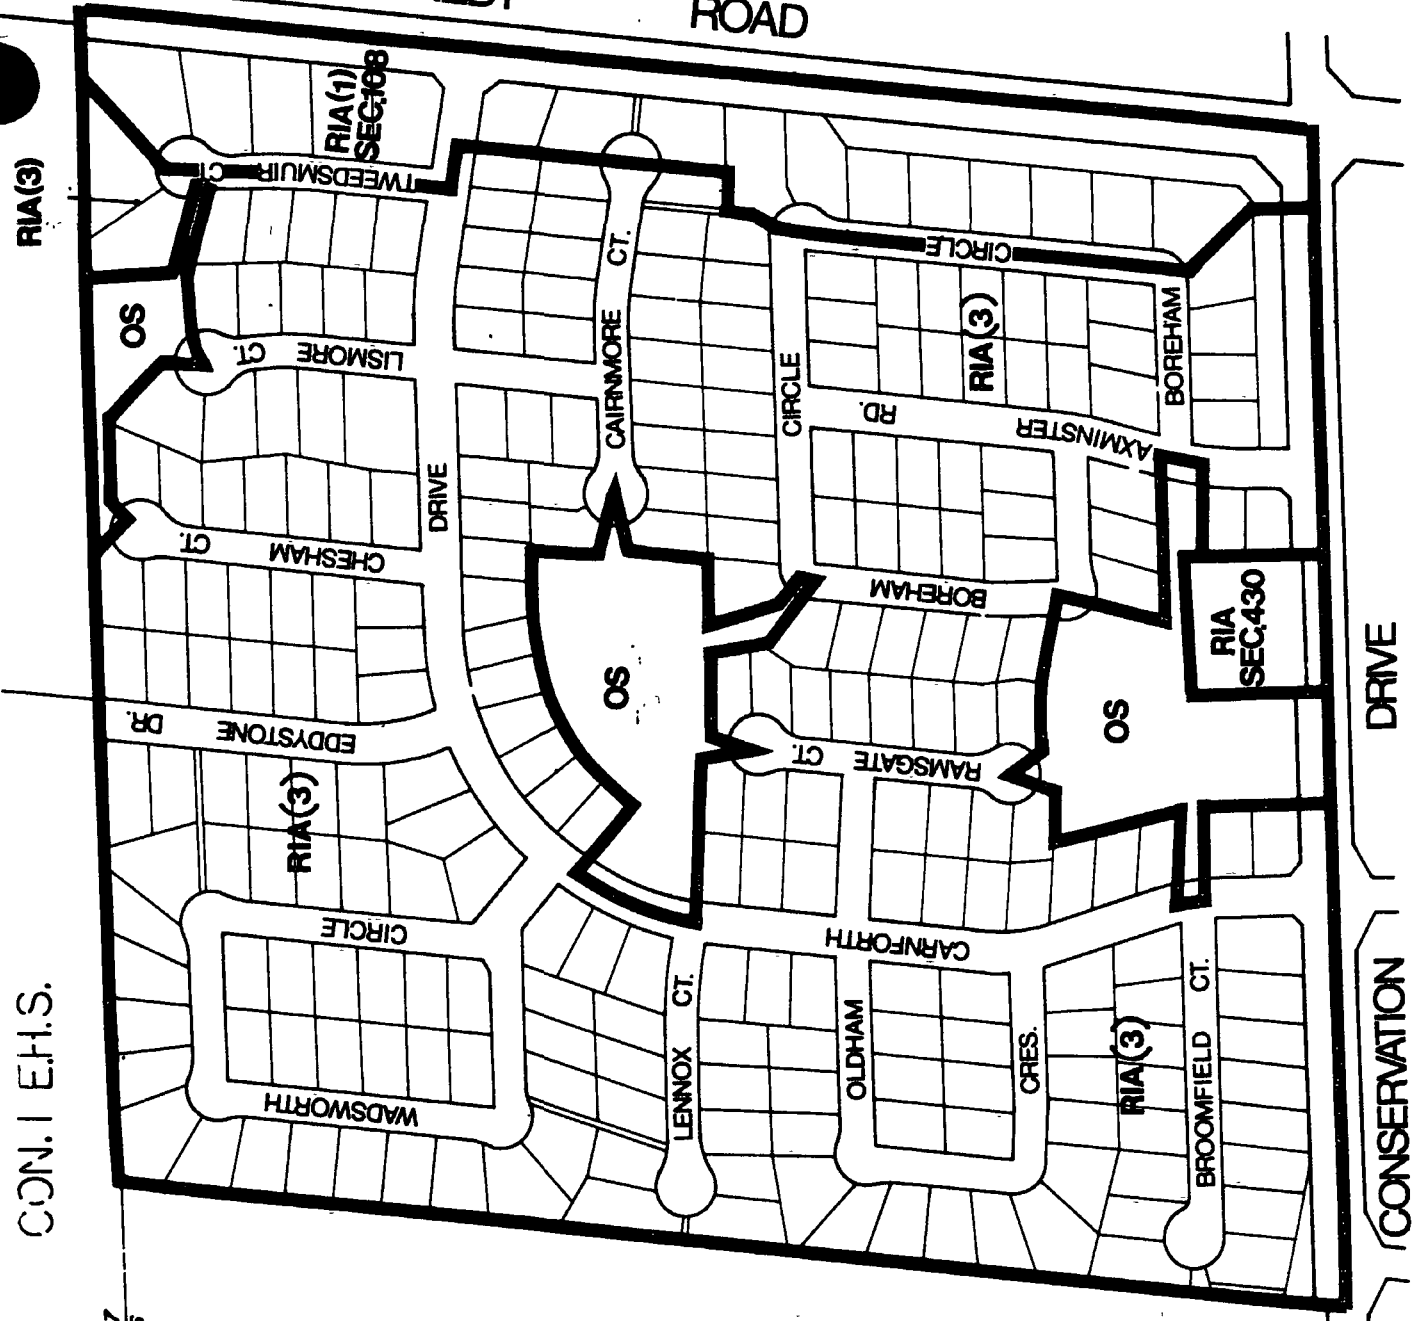 ROAD
RIA(1)
SEC.108
RIA(3)
TWEEDSMUIR CT.
CIRCLE
OS
CAIRNMORE CT.
RIA(3)
BOREHAM
LISMORE CT.
CIRCLE
AXMINSTER RD.
DRIVE
CHESHAM CT.
BOREHAM
RIA
SEC.430
DRIVE
OS
OS
EDDYSTONE DR.
RAMSGATE CT.
RIA(3)
CIRCLE
CARNFORTH
CON. I E.H.S.
LENNOX CT.
OLDHAM
CRES.
RIA(3)
BROOMFIELD CT.
CONSERVATION
WADSWORTH